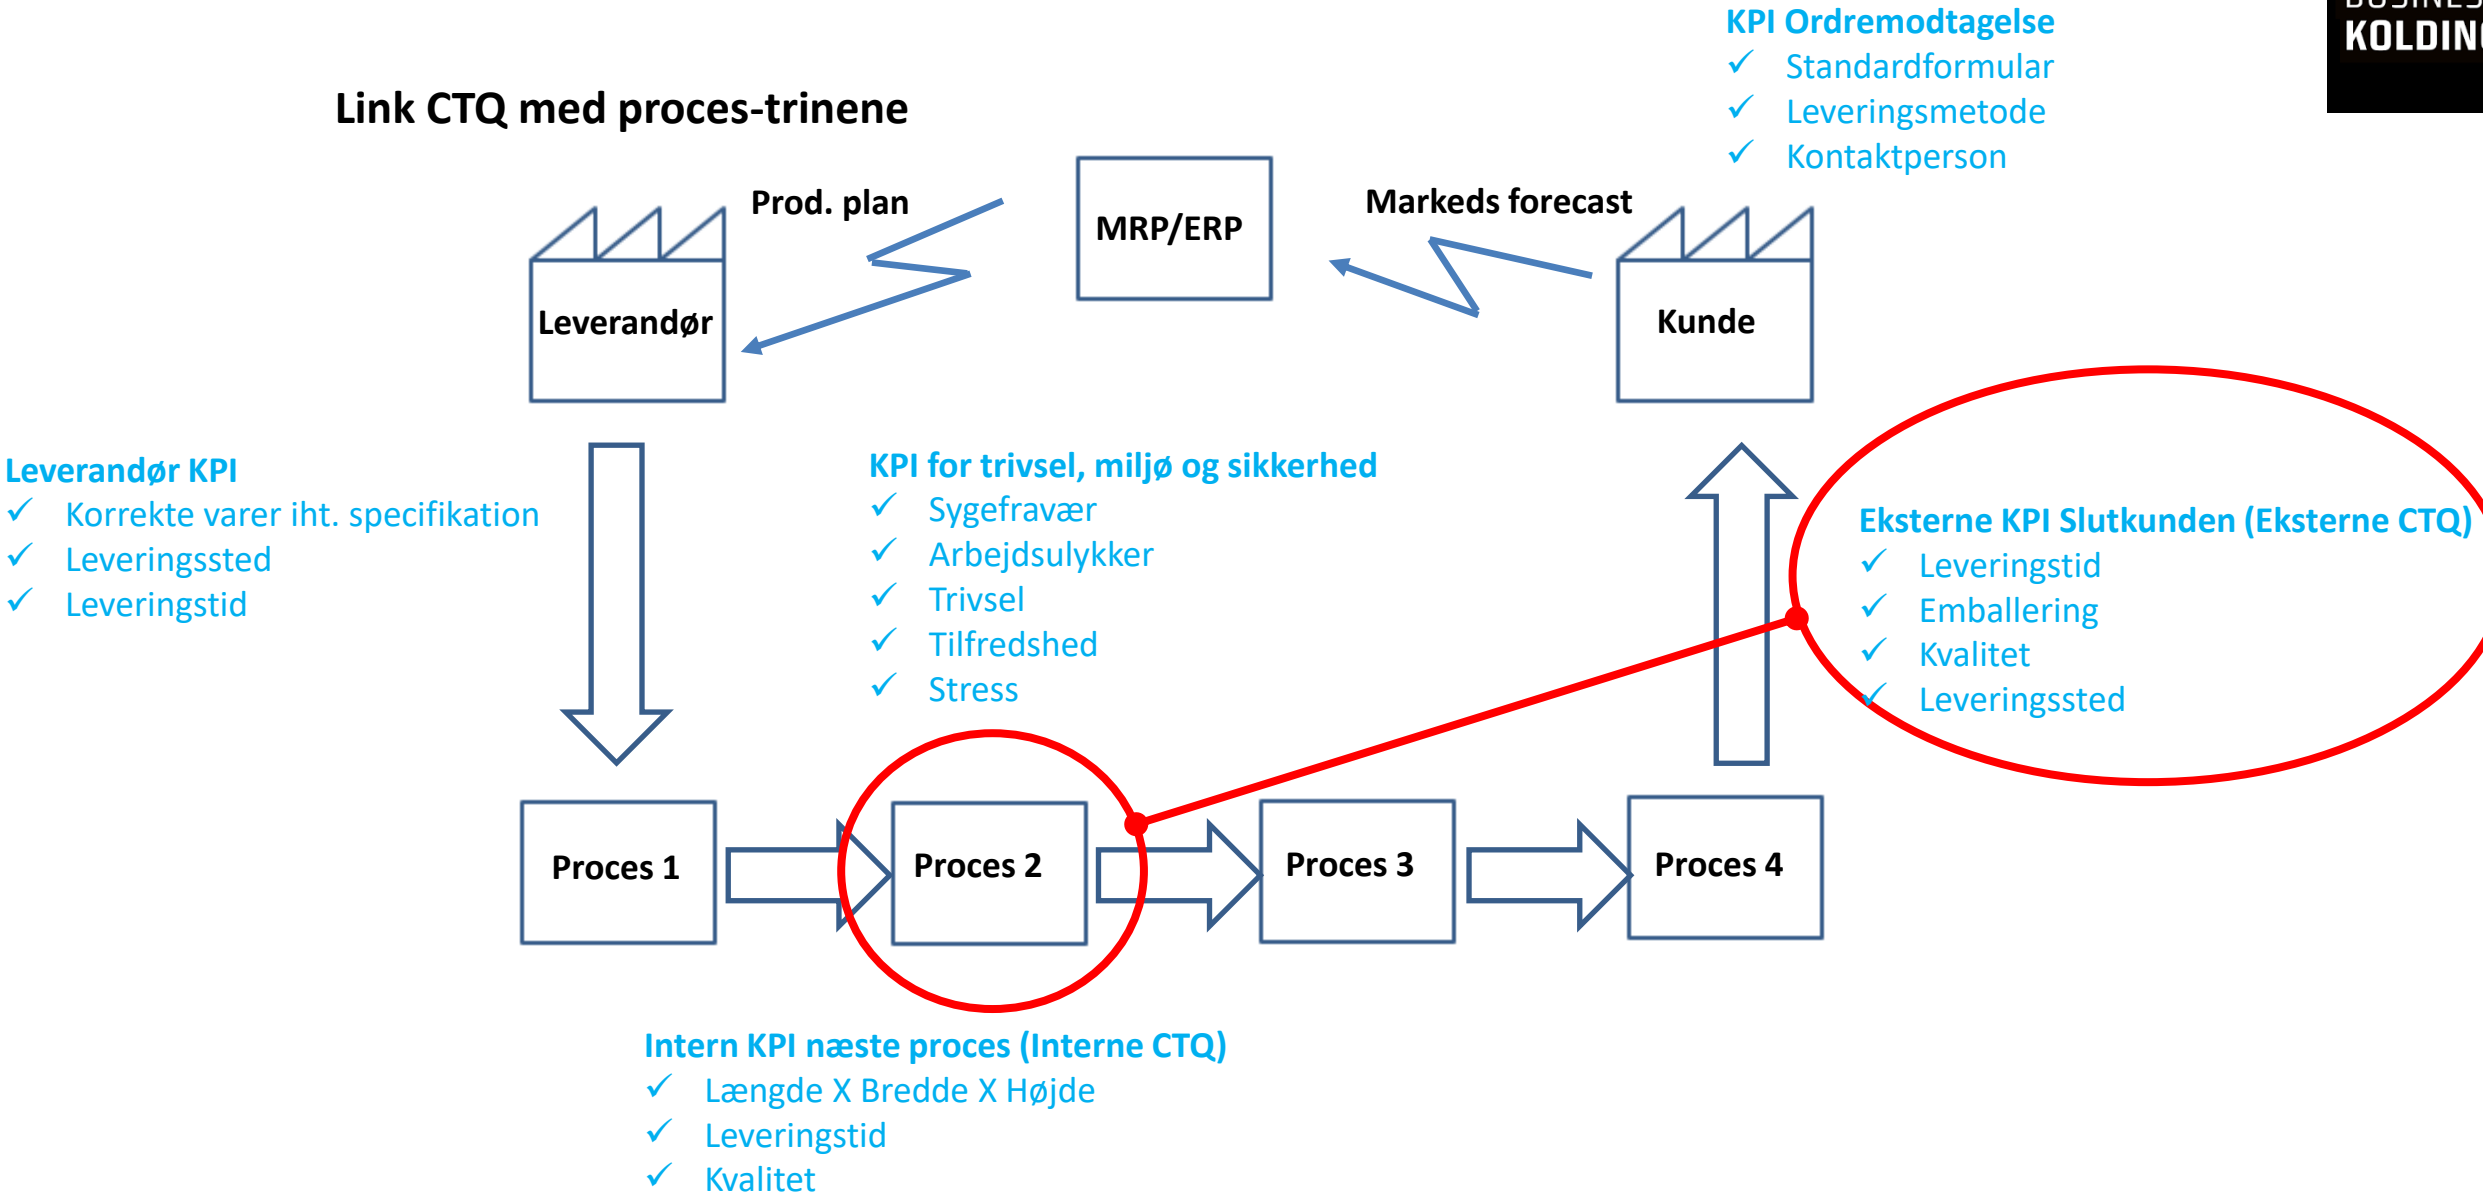 KPI Ordremodtagelse
✓ Standardformular
✓ Leveringsmetode
✓ Kontaktperson
KOLDING
Link CTQ med proces-trinene
Prod. plan
MRP/ERP
Markeds forecast
Leverandør
Kunde
Leverandør KPI
✓ Korrekte varer iht. specifikation
✓ Leveringssted
✓ Leveringstid
KPI for trivsel, miljø og sikkerhed
✓ Sygefravær
✓ Arbejdsulykker
✓ Trivsel
✓ Tilfredshed
✓ Stress
Eksterne KPI Slutkunden (Eksterne CTQ)
✓ Leveringstid
✓ Emballering
✓ Kvalitet
✓ Leveringssted
Proces 1
Proces 2
Proces 3
Proces 4
Intern KPI næste proces (Interne CTQ)
✓ Længde X Bredde X Højde
✓ Leveringstid
✓ Kvalitet